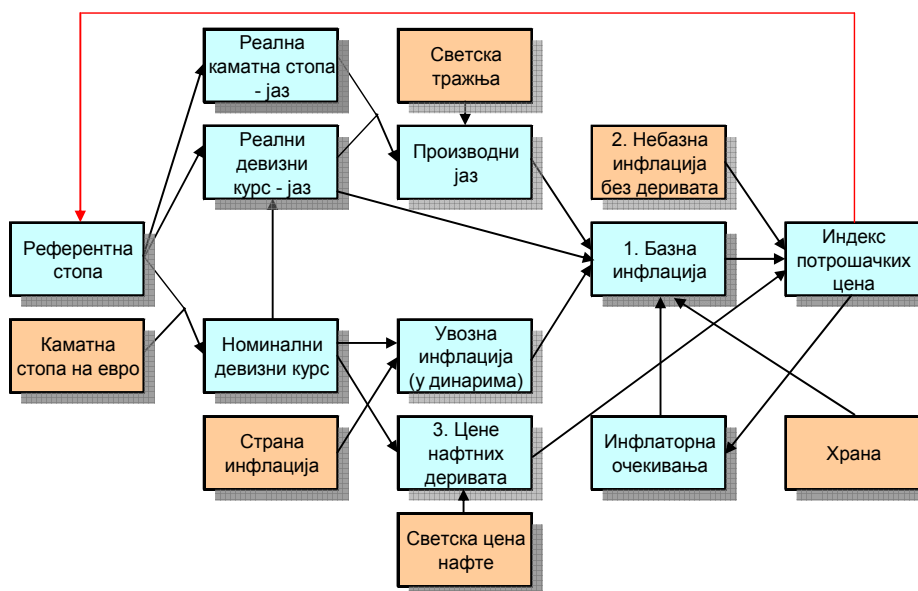 Реална
каматна стопа
- јаз
Светска
тражња
Реални
девизни
курс - јаз
Производни
јаз
2. Небазна
инфлација
без деривата
Референтна
стопа
1. Базна
инфлација
Индекс
потрошачких
цена
Каматна
стопа на евро
Номинални
девизни курс
Увозна
инфлација
(у динарима)
Страна
инфлација
3. Цене
нафтних
деривата
Инфлаторна
очекивања
Храна
Светска цена
нафте